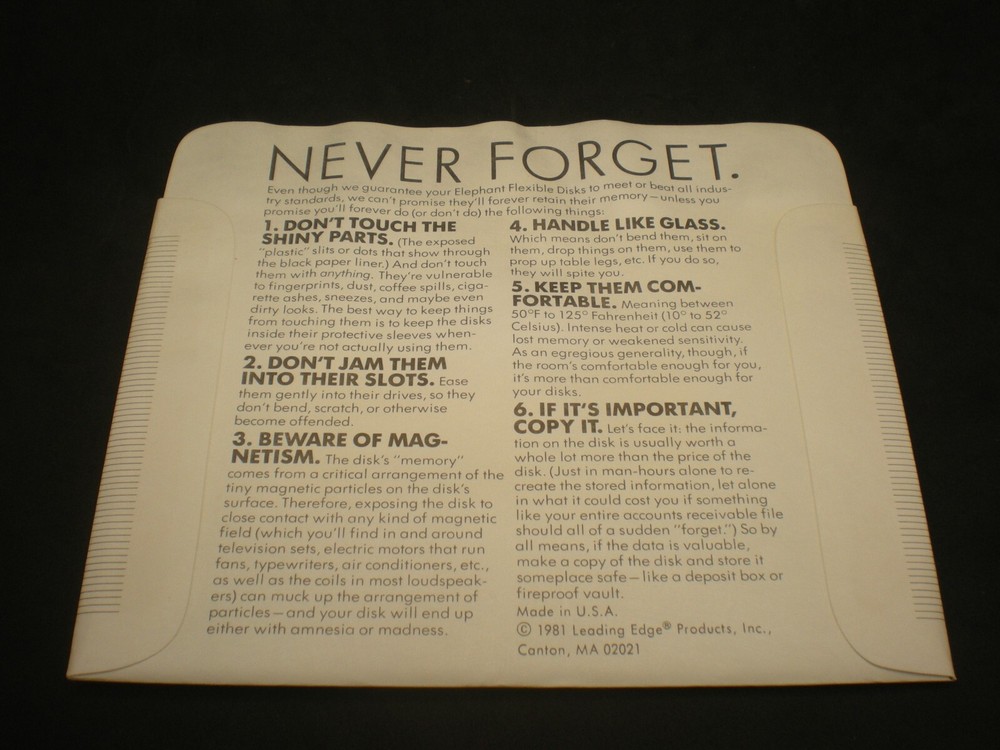 NEVER FORGET.
Even though we guarantee your Elephant Flexible Disks to meet or beat all indus-
try standards, we can't promise they'll forever retain their memory—unless you
promise you'll forever do (or don't do) the following things:
1. DON'T TOUCH THE
SHINY PARTS. (The exposed
"plastic" slits or dots that show through
the black paper liner.) And don't touch
them with anything. They're vulnerable
to fingerprints, dust, coffee spills, ciga-
rette ashes, sneezes, and maybe even
dirty looks. The best way to keep things
from touching them is to keep the disks
inside their protective sleeves when-
ever you're not actually using them.
2. DON'T JAM THEM
INTO THEIR SLOTS. Ease
them gently into their drives, so they
don't bend, scratch, or otherwise
become offended.
3. BEWARE OF MAG-
NETISM. The disk's "memory"
comes from a critical arrangement of the
tiny magnetic particles on the disk's
surface. Therefore, exposing the disk to
close contact with any kind of magnetic
field (which you'll find in and around
television sets, electric motors that run
fans, typewriters, air conditioners, etc.,
as well as the coils in most loudspeak-
ers) can muck up the arrangement of
particles—and your disk will end up
either with amnesia or madness.
4. HANDLE LIKE GLASS.
Which means don't bend them, sit on
them, drop things on them, use them to
prop up table legs, etc. If you do so,
they will spite you.
5. KEEP THEM COM-
FORTABLE. Meaning between
50°F to 125° Fahrenheit (10° to 52°
Celsius). Intense heat or cold can cause
lost memory or weakened sensitivity.
As an egregious generality, though, if
the room's comfortable enough for you,
it's more than comfortable enough for
your disks.
6. IF IT'S IMPORTANT,
COPY IT. Let's face it: the informa-
tion on the disk is usually worth a
whole lot more than the price of the
disk. (Just in man-hours alone to re-
create the stored information, let alone
in what it could cost you if something
like your entire accounts receivable file
should all of a sudden "forget.") So by
all means, if the data is valuable,
make a copy of the disk and store it
someplace safe—like a deposit box or
fireproof vault.
Made in U.S.A.
© 1981 Leading Edge® Products, Inc.,
Canton, MA 02021